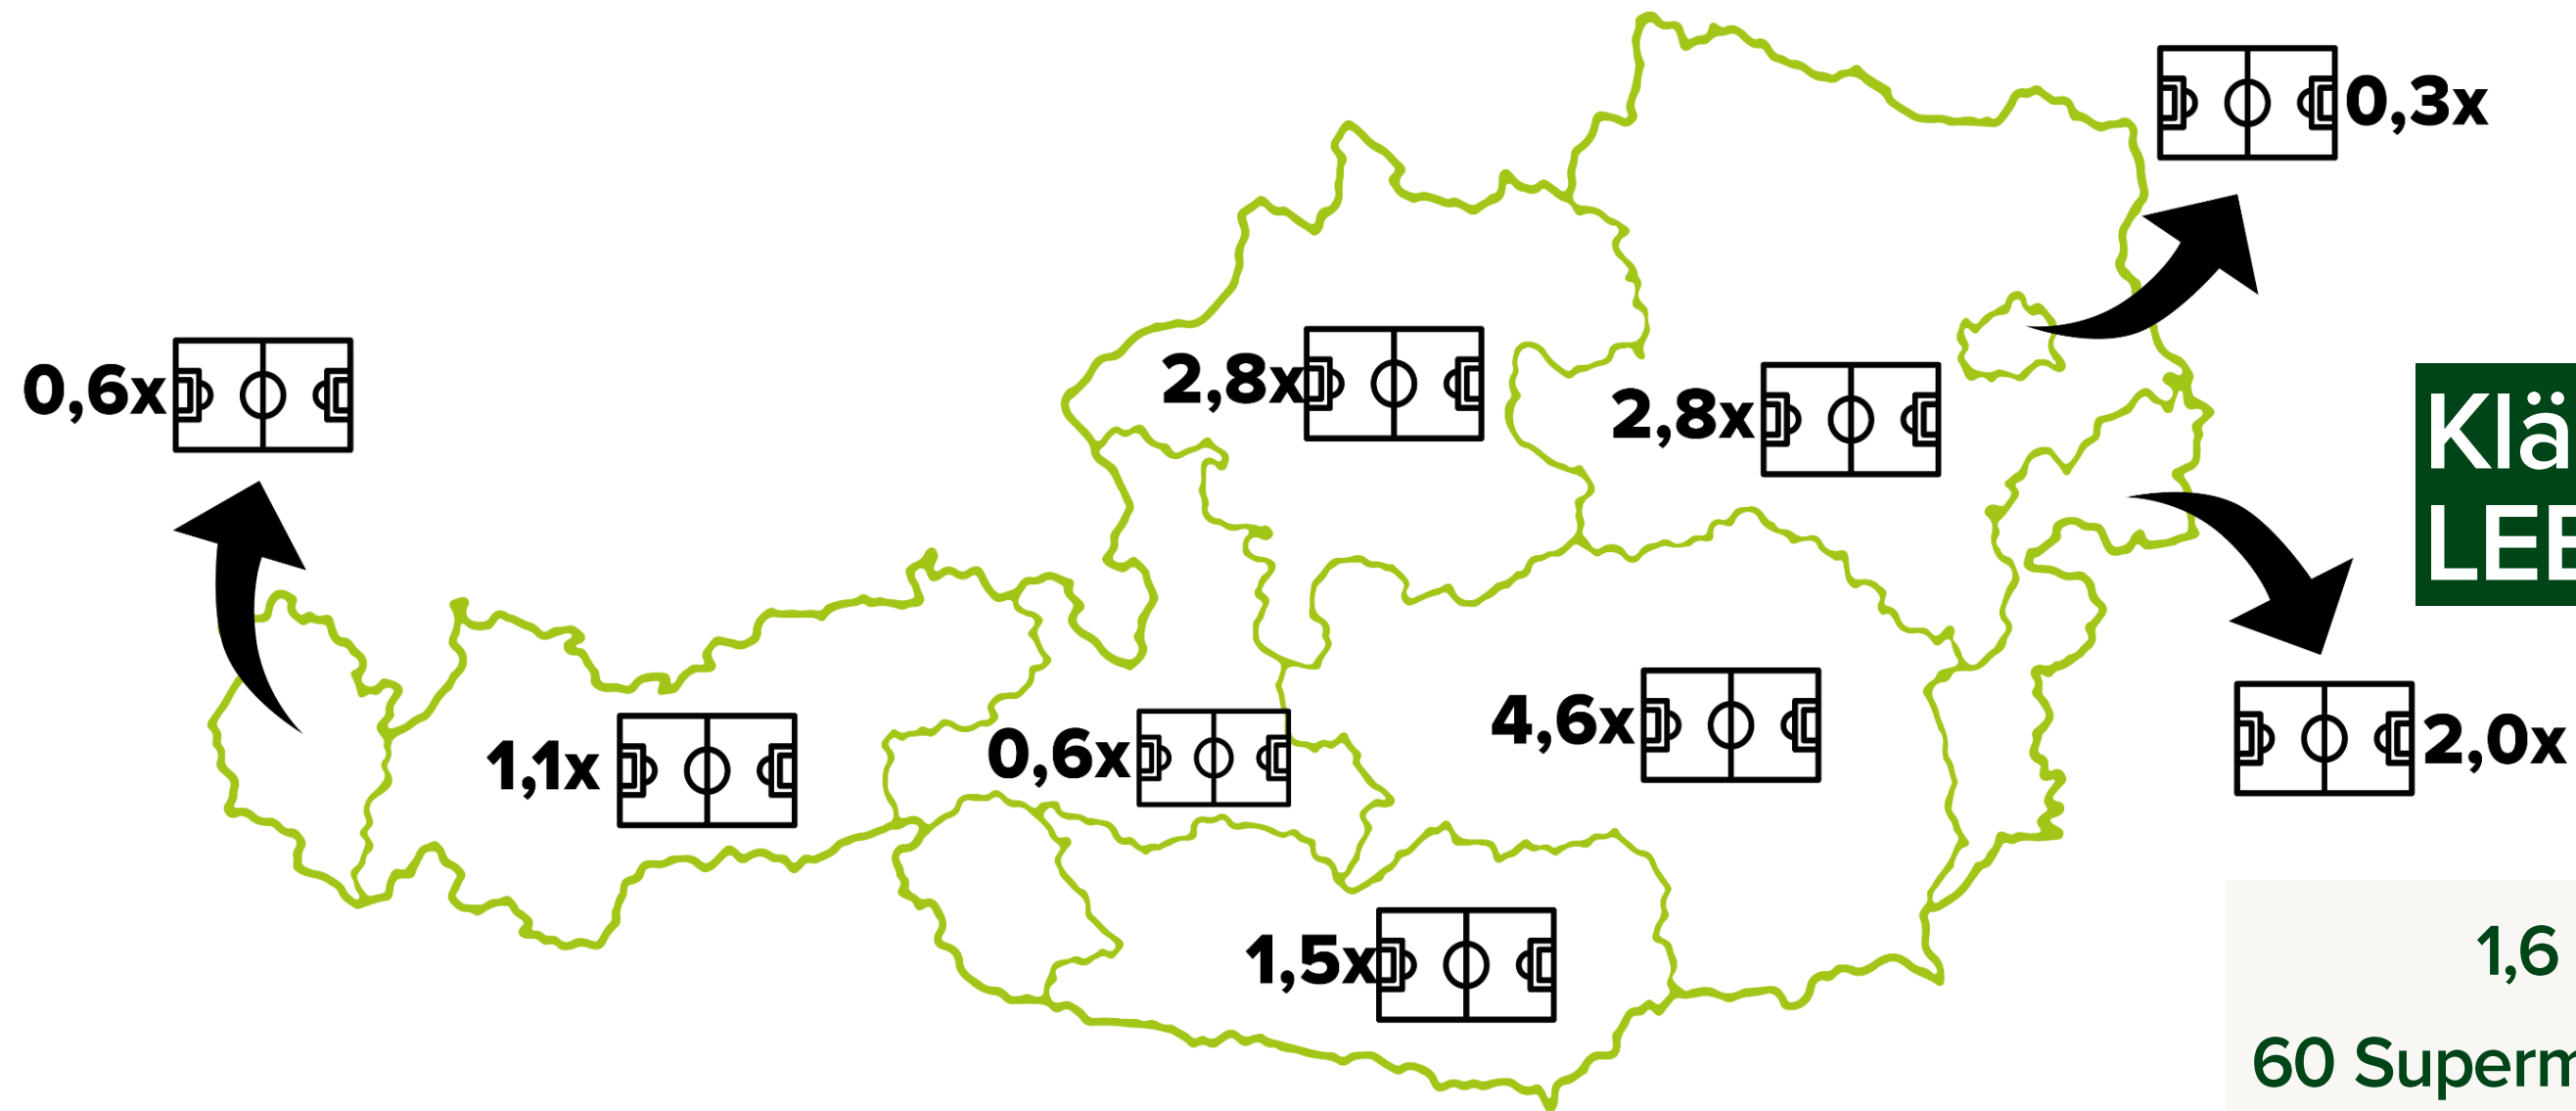 0,3x
2,8x
0,6x
2,8x
Klä
LEE
4,6x
2,0x
0,6x
1,1x
1,5x
1,6
60 Superm